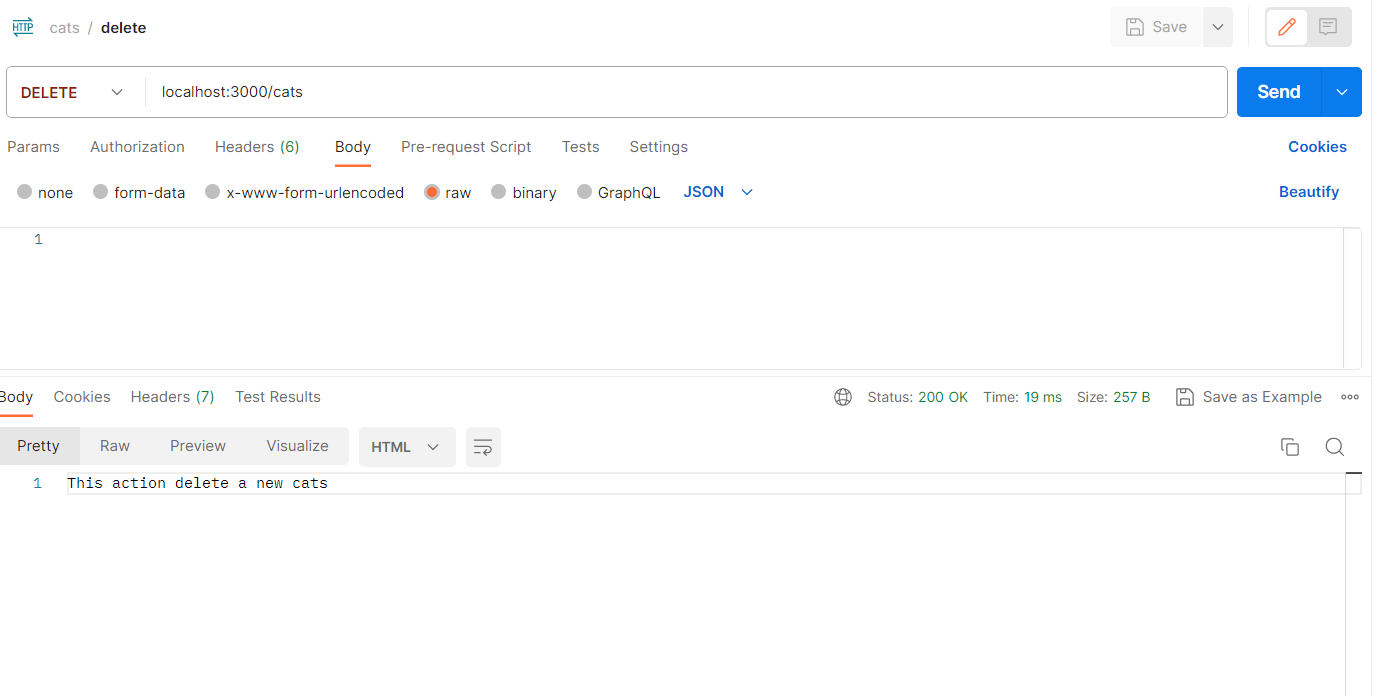 HTTP cats / delete Save
DELETE localhost:3000/cats Send
Params Authorization Headers (6) Body Pre-request Script Tests Settings Cookies
none form-data x-www-form-urlencoded raw binary GraphQL JSON Beautify
1
Body Cookies Headers (7) Test Results Status: 200 OK Time: 19 ms Size: 257 B Save as Example
Pretty Raw Preview Visualize HTML
1 This action delete a new cats